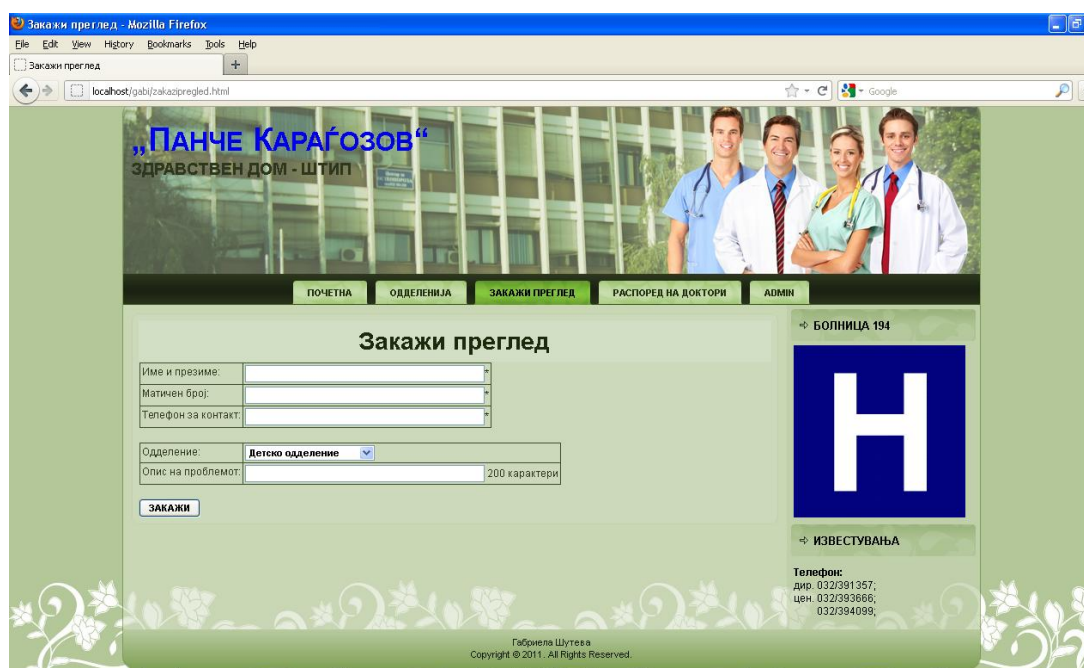 Закажи преглед - Mozilla Firefox
File Edit View History Bookmarks Tools Help
Закажи преглед +
localhost/gabi/zakazipregled.html Google
„ПАНЧЕ КАРАЃОЗОВ“
ЗДРАВСТВЕН ДОМ - ШТИП
ПОЧЕТНА ОДДЕЛЕНИЈА ЗАКАЖИ ПРЕГЛЕД РАСПОРЕД НА ДОКТОРИ ADMIN
Закажи преглед
Име и презиме: *
Матичен број: *
Телефон за контакт: *
Одделение: Детско одделение
Опис на проблемот: 200 карактери
ЗАКАЖИ
БОЛНИЦА 194
H
ИЗВЕСТУВАЊА
Телефон:
дир. 032/391357;
цен. 032/393666;
032/394099;
Габриела Шутева
Copyright © 2011. All Rights Reserved.